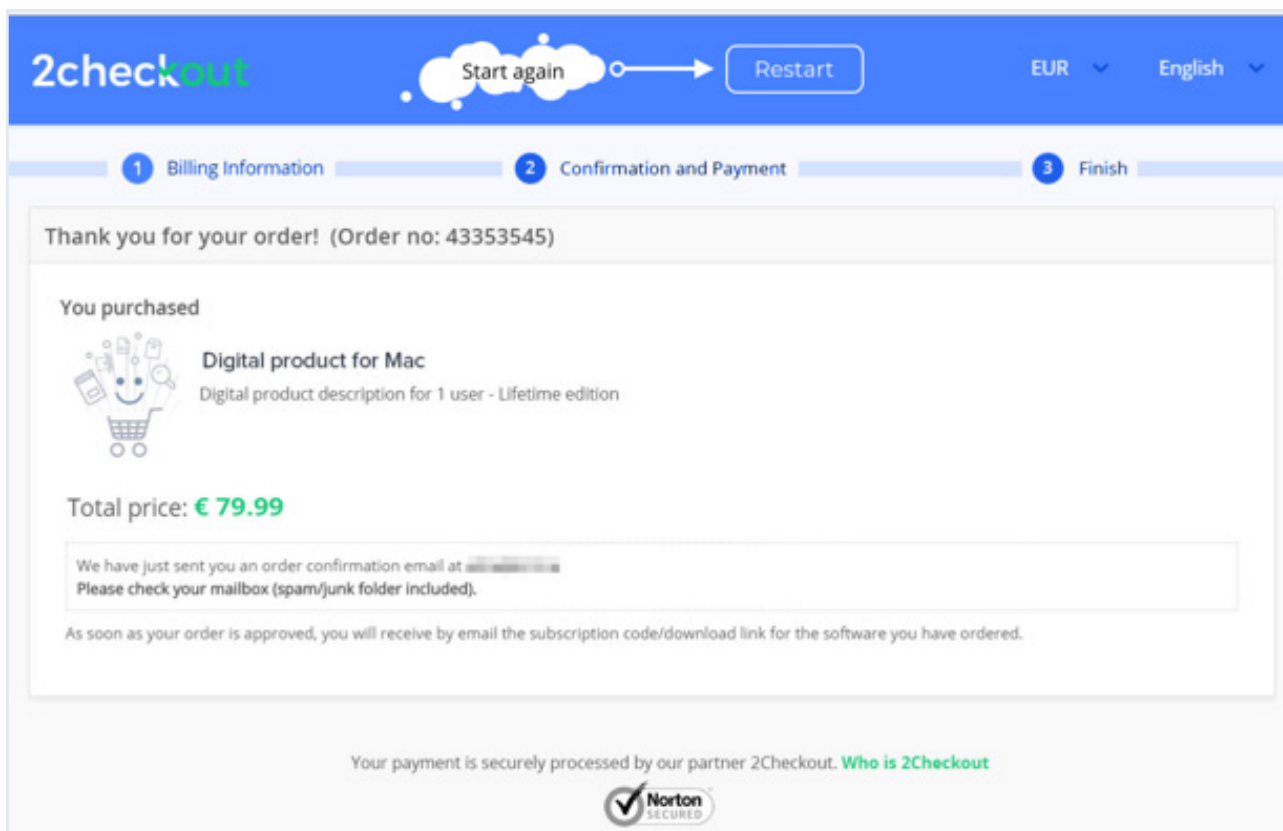 2checkout
Start again
Restart
EUR
English
1 Billing Information
2 Confirmation and Payment
3 Finish
Thank you for your order! (Order no: 43353545)
You purchased
Digital product for Mac
Digital product description for 1 user - Lifetime edition
Total price: € 79.99
We have just sent you an order confirmation email at
Please check your mailbox (spam/junk folder included).
As soon as your order is approved, you will receive by email the subscription code/download link for the software you have ordered.
Your payment is securely processed by our partner 2Checkout. Who is 2Checkout
Norton
SECURED